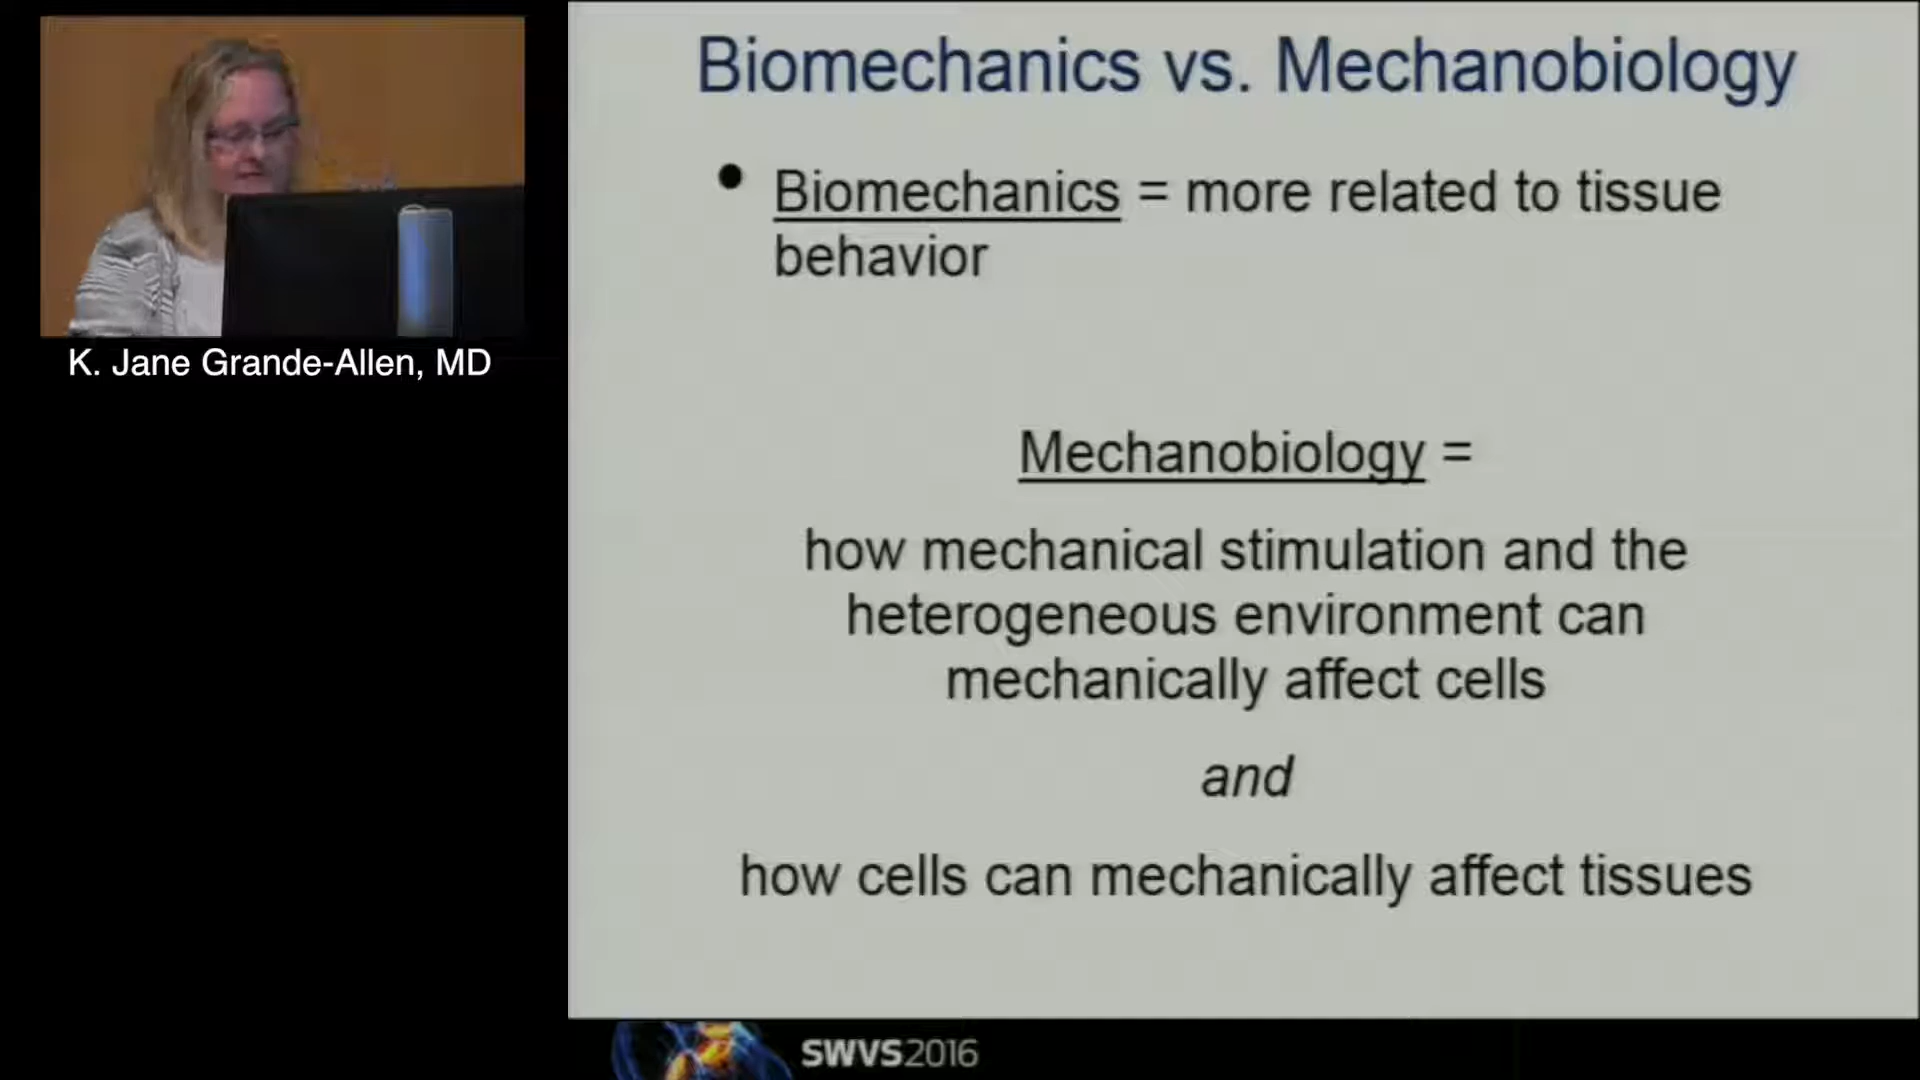 Biomechanics vs. Mechanobiology
• Biomechanics = more related to tissue
behavior
Mechanobiology =
how mechanical stimulation and the
heterogeneous environment can
mechanically affect cells
and
how cells can mechanically affect tissues
K. Jane Grande-Allen, MD
SWVS2016